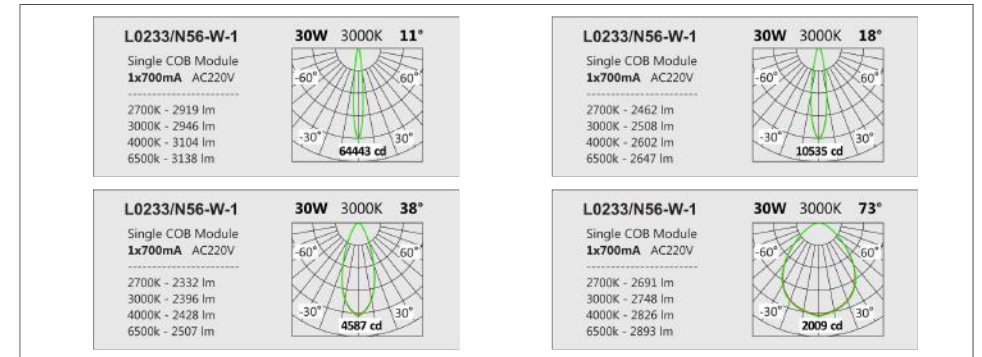 L0233/N56-W-1
30W 3000K 11°
Single COB Module
1x700mA AC220V
----------------------
2700K - 2919 lm
3000K - 2946 lm
4000K - 3104 lm
6500k - 3138 lm
-60° 60°
-30° 30°
64443 cd
L0233/N56-W-1
30W 3000K 18°
Single COB Module
1x700mA AC220V
----------------------
2700K - 2462 lm
3000K - 2508 lm
4000K - 2602 lm
6500k - 2647 lm
-60° 60°
-30° 30°
10535 cd
L0233/N56-W-1
30W 3000K 38°
Single COB Module
1x700mA AC220V
----------------------
2700K - 2332 lm
3000K - 2396 lm
4000K - 2428 lm
6500k - 2507 lm
-60° 60°
-30° 30°
4587 cd
L0233/N56-W-1
30W 3000K 73°
Single COB Module
1x700mA AC220V
----------------------
2700K - 2691 lm
3000K - 2748 lm
4000K - 2826 lm
6500k - 2893 lm
-60° 60°
-30° 30°
2009 cd